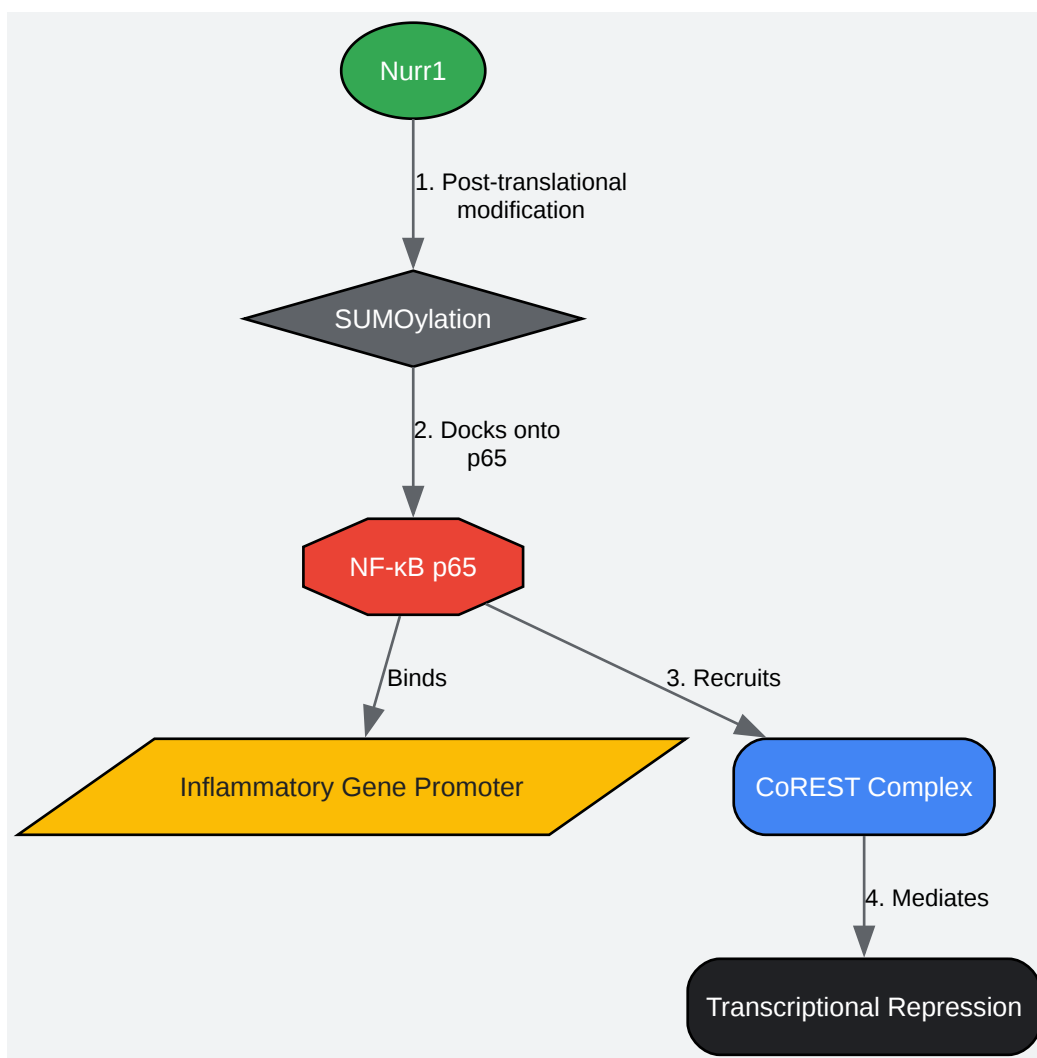 Nurr1
1. Post-translational
modification
SUMOylation
2. Docks onto
p65
NF-κB p65
Binds
3. Recruits
Inflammatory Gene Promoter
CoREST Complex
4. Mediates
Transcriptional Repression